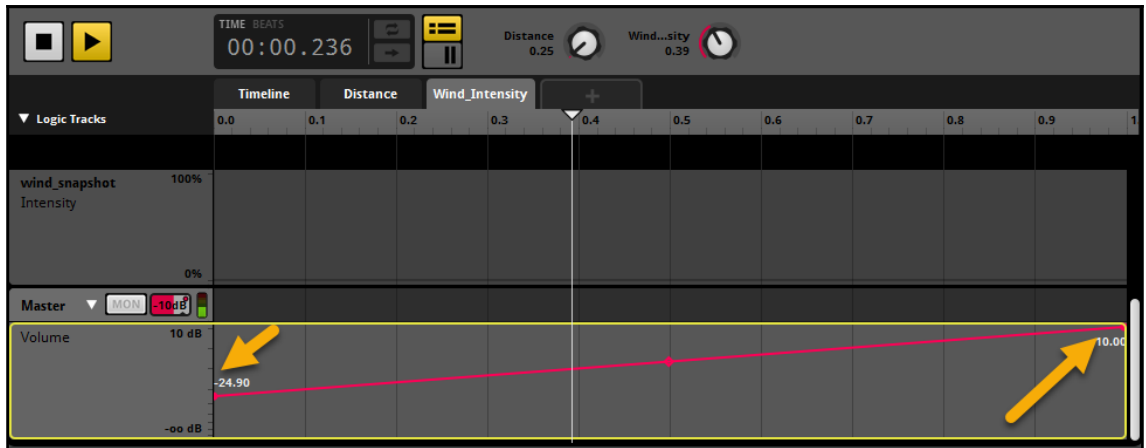 TIME BEATS
00:00.236
Distance
0.25
Wind...sity
0.39
Timeline
Distance
Wind_Intensity
+
Logic Tracks
0.0 0.1 0.2 0.3 0.4 0.5 0.6 0.7 0.8 0.9 1
wind_snapshot 100%
Intensity
0%
Master MON -10dB
Volume 10 dB
10.00
-24.90
-oo dB